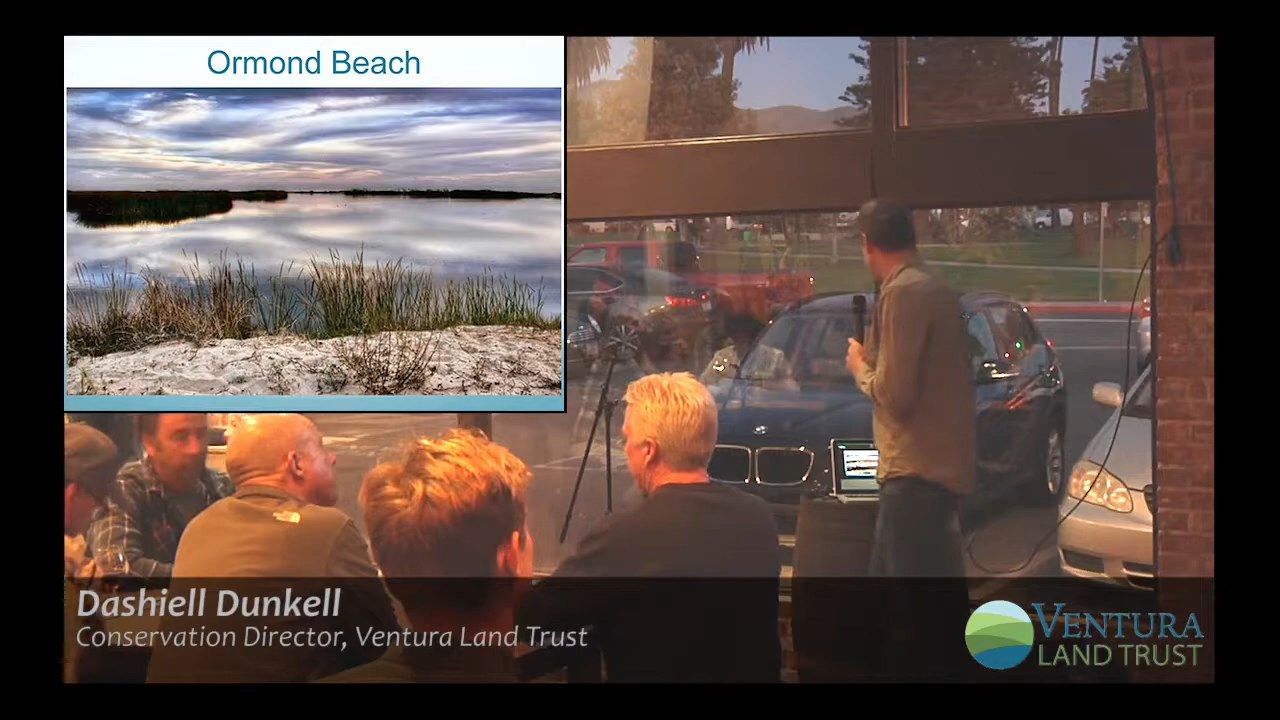 Ormond Beach
Dashiell Dunkell
Conservation Director, Ventura Land Trust
VENTURA
LAND TRUST